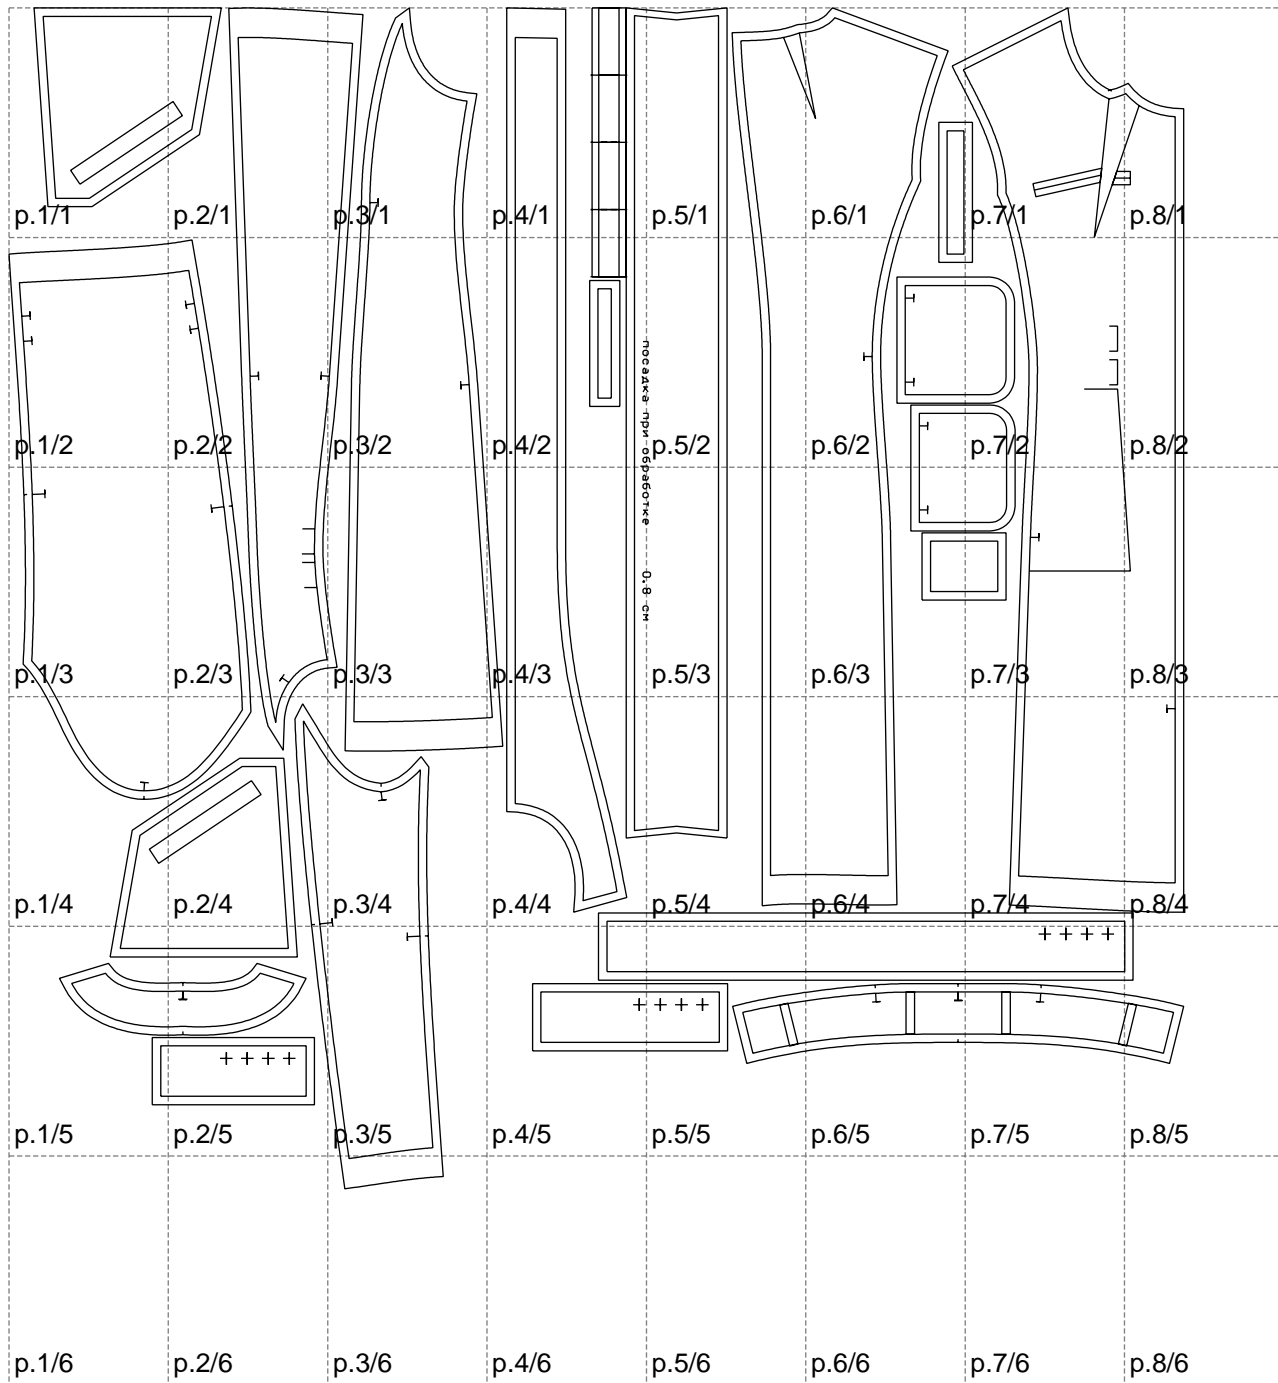 p.1/1 p.2/1 p.3/1 p.4/1 p.5/1 p.6/1 p.7/1 p.8/1
p.1/2 p.2/2 p.3/2 p.4/2 p.5/2 p.6/2 p.7/2 p.8/2
посадка при обработке 0.8 см
p.1/3 p.2/3 p.3/3 p.4/3 p.5/3 p.6/3 p.7/3 p.8/3
p.1/4 p.2/4 p.3/4 p.4/4 p.5/4 p.6/4 p.7/4 p.8/4
p.1/5 p.2/5 p.3/5 p.4/5 p.5/5 p.6/5 p.7/5 p.8/5
p.1/6 p.2/6 p.3/6 p.4/6 p.5/6 p.6/6 p.7/6 p.8/6